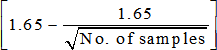 [1.65 − 1.65 / √No. of samples]